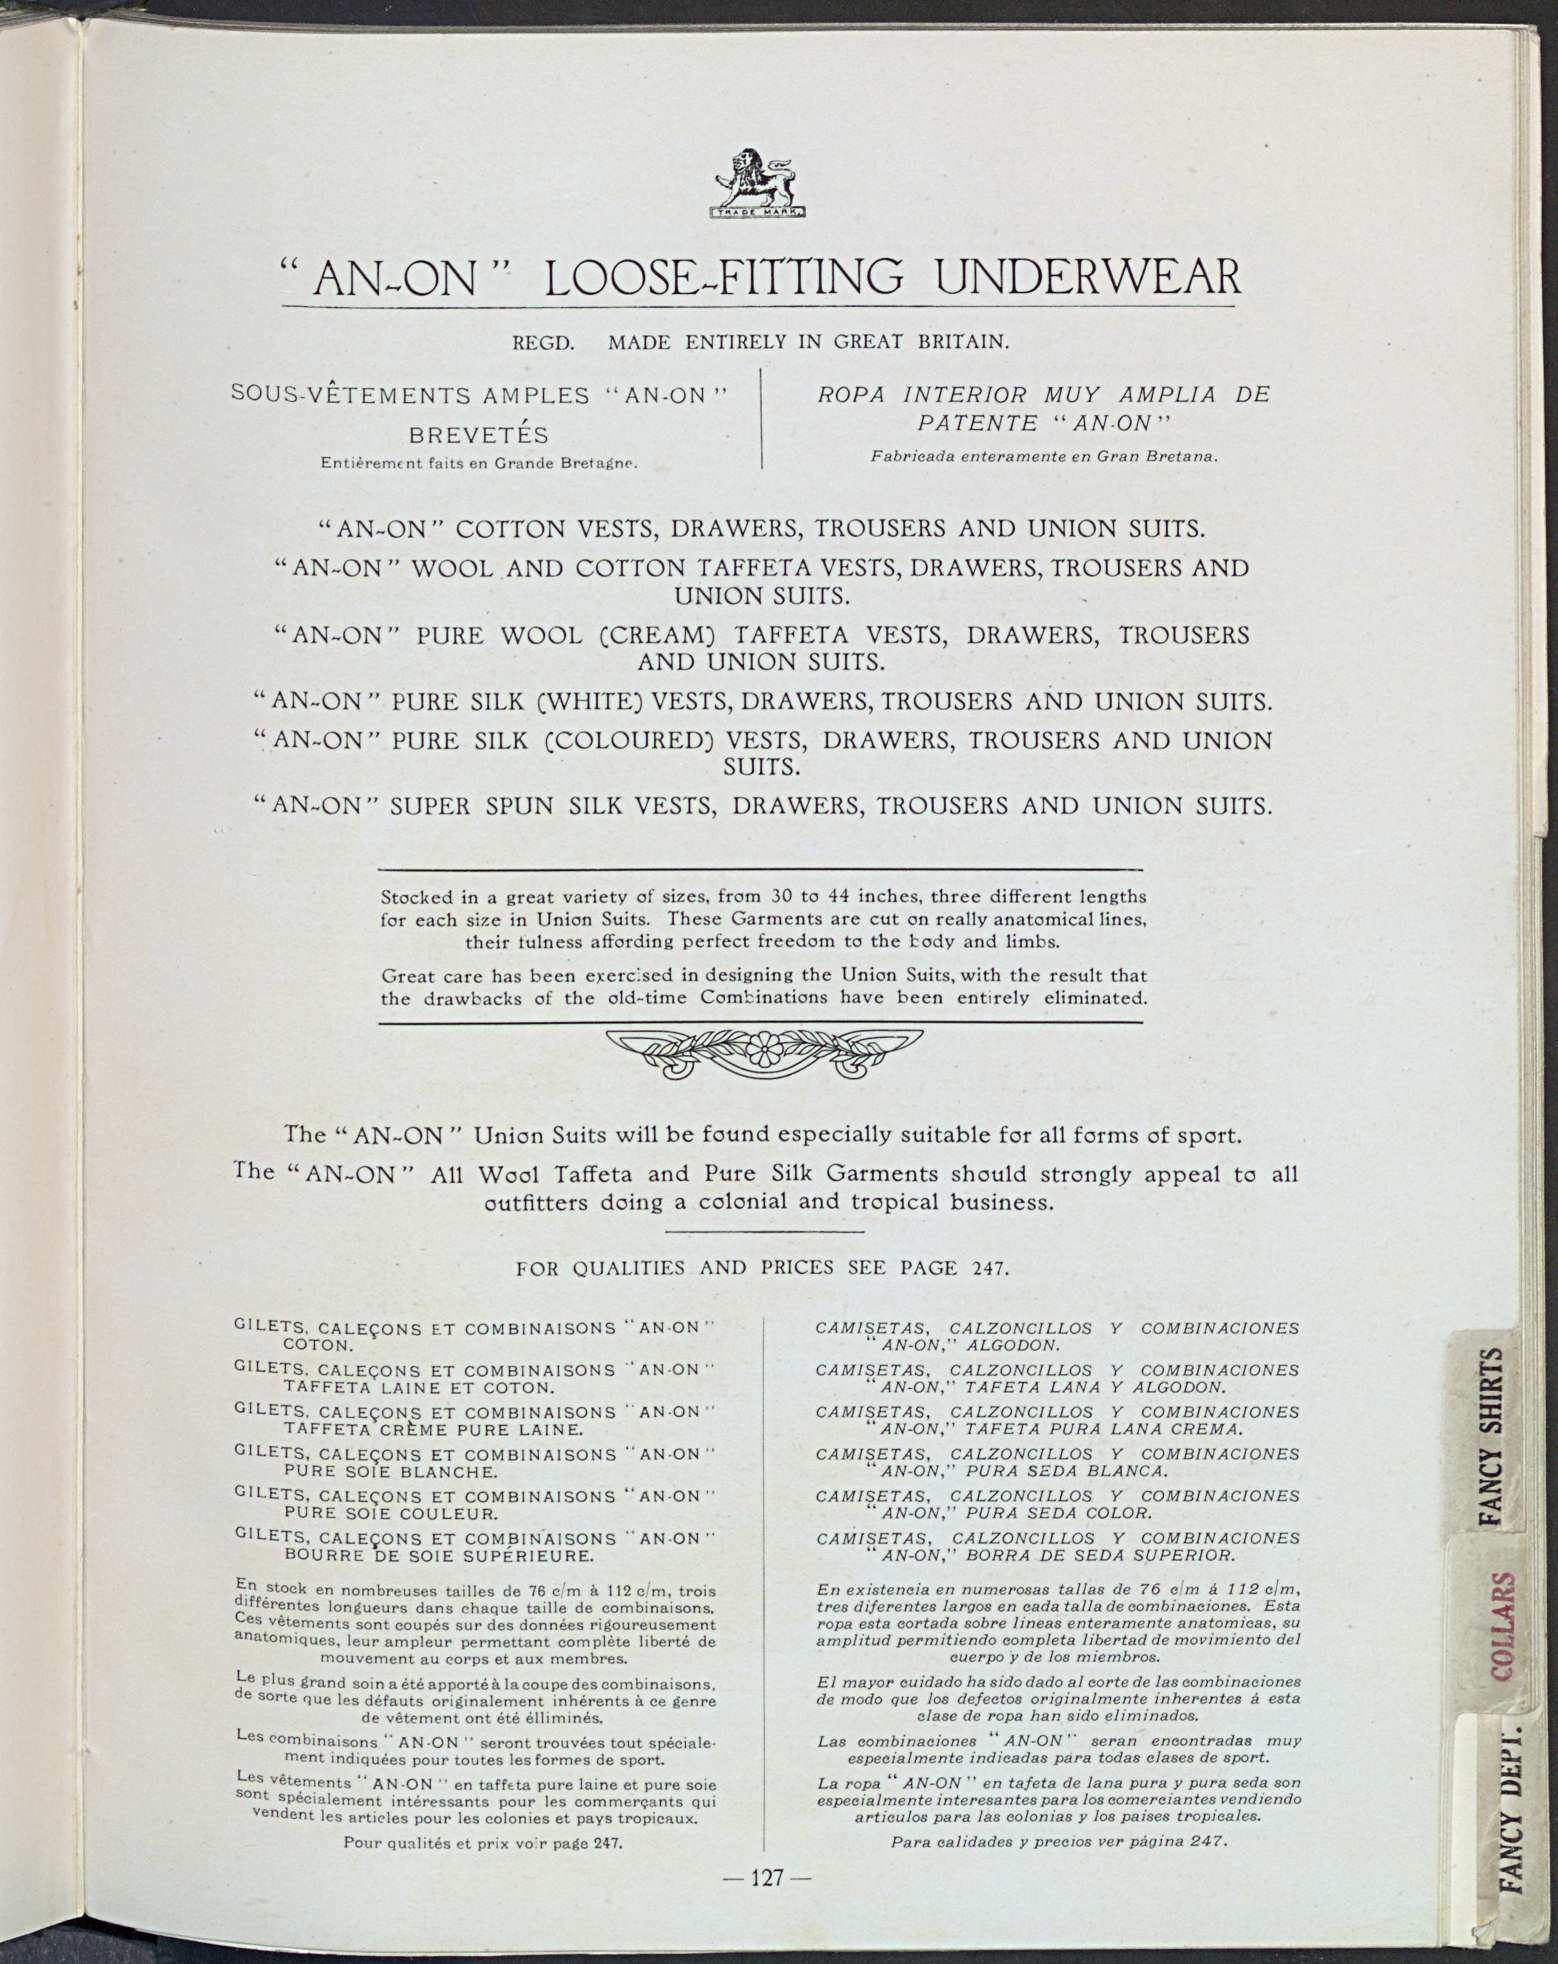 TRADE MARK.
“AN-ON” LOOSE-FITTING UNDERWEAR
REGD. MADE ENTIRELY IN GREAT BRITAIN.
SOUS-VÊTEMENTS AMPLES “AN-ON”
BREVETÉS
Entièrement faits en Grande Bretagne.
ROPA INTERIOR MUY AMPLIA DE
PATENTE “AN-ON”
Fabricada enteramente en Gran Bretana.
“AN-ON” COTTON VESTS, DRAWERS, TROUSERS AND UNION SUITS.
“AN-ON” WOOL AND COTTON TAFFETA VESTS, DRAWERS, TROUSERS AND
UNION SUITS.
“AN-ON” PURE WOOL (CREAM) TAFFETA VESTS, DRAWERS, TROUSERS
AND UNION SUITS.
“AN-ON” PURE SILK (WHITE) VESTS, DRAWERS, TROUSERS AND UNION SUITS.
“AN-ON” PURE SILK (COLOURED) VESTS, DRAWERS, TROUSERS AND UNION
SUITS.
“AN-ON” SUPER SPUN SILK VESTS, DRAWERS, TROUSERS AND UNION SUITS.
Stocked in a great variety of sizes, from 30 to 44 inches, three different lengths
for each size in Union Suits. These Garments are cut on really anatomical lines,
their fulness affording perfect freedom to the body and limbs.
Great care has been exercised in designing the Union Suits, with the result that
the drawbacks of the old-time Combinations have been entirely eliminated.
The “AN-ON” Union Suits will be found especially suitable for all forms of sport.
The “AN-ON” All Wool Taffeta and Pure Silk Garments should strongly appeal to all
outfitters doing a colonial and tropical business.
FOR QUALITIES AND PRICES SEE PAGE 247.
GILETS, CALEÇONS ET COMBINAISONS “AN-ON”
COTON.
GILETS, CALEÇONS ET COMBINAISONS “AN-ON”
TAFFETA LAINE ET COTON.
GILETS, CALEÇONS ET COMBINAISONS “AN-ON”
TAFFETA CRÈME PURE LAINE.
GILETS, CALEÇONS ET COMBINAISONS “AN-ON”
PURE SOIE BLANCHE.
GILETS, CALEÇONS ET COMBINAISONS “AN-ON”
PURE SOIE COULEUR.
GILETS, CALEÇONS ET COMBINAISONS “AN-ON”
BOURRE DE SOIE SUPÉRIEURE.
En stock en nombreuses tailles de 76 c/m à 112 c/m, trois
différentes longueurs dans chaque taille de combinaisons.
Ces vêtements sont coupés sur des données rigoureusement
anatomiques, leur ampleur permettant complète liberté de
mouvement au corps et aux membres.
Le plus grand soin a été apporté à la coupe des combinaisons,
de sorte que les défauts originalement inhérents à ce genre
de vêtement ont été élliminés.
Les combinaisons “AN-ON” seront trouvées tout spéciale-
ment indiquées pour toutes les formes de sport.
Les vêtements “AN-ON” en taffeta pure laine et pure soie
sont spécialement intéressants pour les commerçants qui
vendent les articles pour les colonies et pays tropicaux.
Pour qualités et prix voir page 247.
CAMISETAS, CALZONCILLOS Y COMBINACIONES
“AN-ON,” ALGODON.
CAMISETAS, CALZONCILLOS Y COMBINACIONES
“AN-ON,” TAFETA LANA Y ALGODON.
CAMISETAS, CALZONCILLOS Y COMBINACIONES
“AN-ON,” TAFETA PURA LANA CREMA.
CAMISETAS, CALZONCILLOS Y COMBINACIONES
“AN-ON,” PURA SEDA BLANCA.
CAMISETAS, CALZONCILLOS Y COMBINACIONES
“AN-ON,” PURA SEDA COLOR.
CAMISETAS, CALZONCILLOS Y COMBINACIONES
“AN-ON,” BORRA DE SEDA SUPERIOR.
En existencia en numerosas tallas de 76 c/m á 112 c/m,
tres diferentes largos en cada talla de combinaciones. Esta
ropa esta cortada sobre lineas enteramente anatomicas, su
amplitud permitiendo completa libertad de movimiento del
cuerpo y de los miembros.
El mayor cuidado ha sido dado al corte de las combinaciones
de modo que los defectos originalmente inherentes á esta
clase de ropa han sido eliminados.
Las combinaciones “AN-ON” seran encontradas muy
especialmente indicadas para todas clases de sport.
La ropa “AN-ON” en tafeta de lana pura y pura seda son
especialmente interesantes para los comerciantes vendiendo
articulos para las colonias y los paises tropicales.
Para calidades y precios ver página 247.
— 127 —
FANCY SHIRTS
COLLARS
FANCY DEPT.